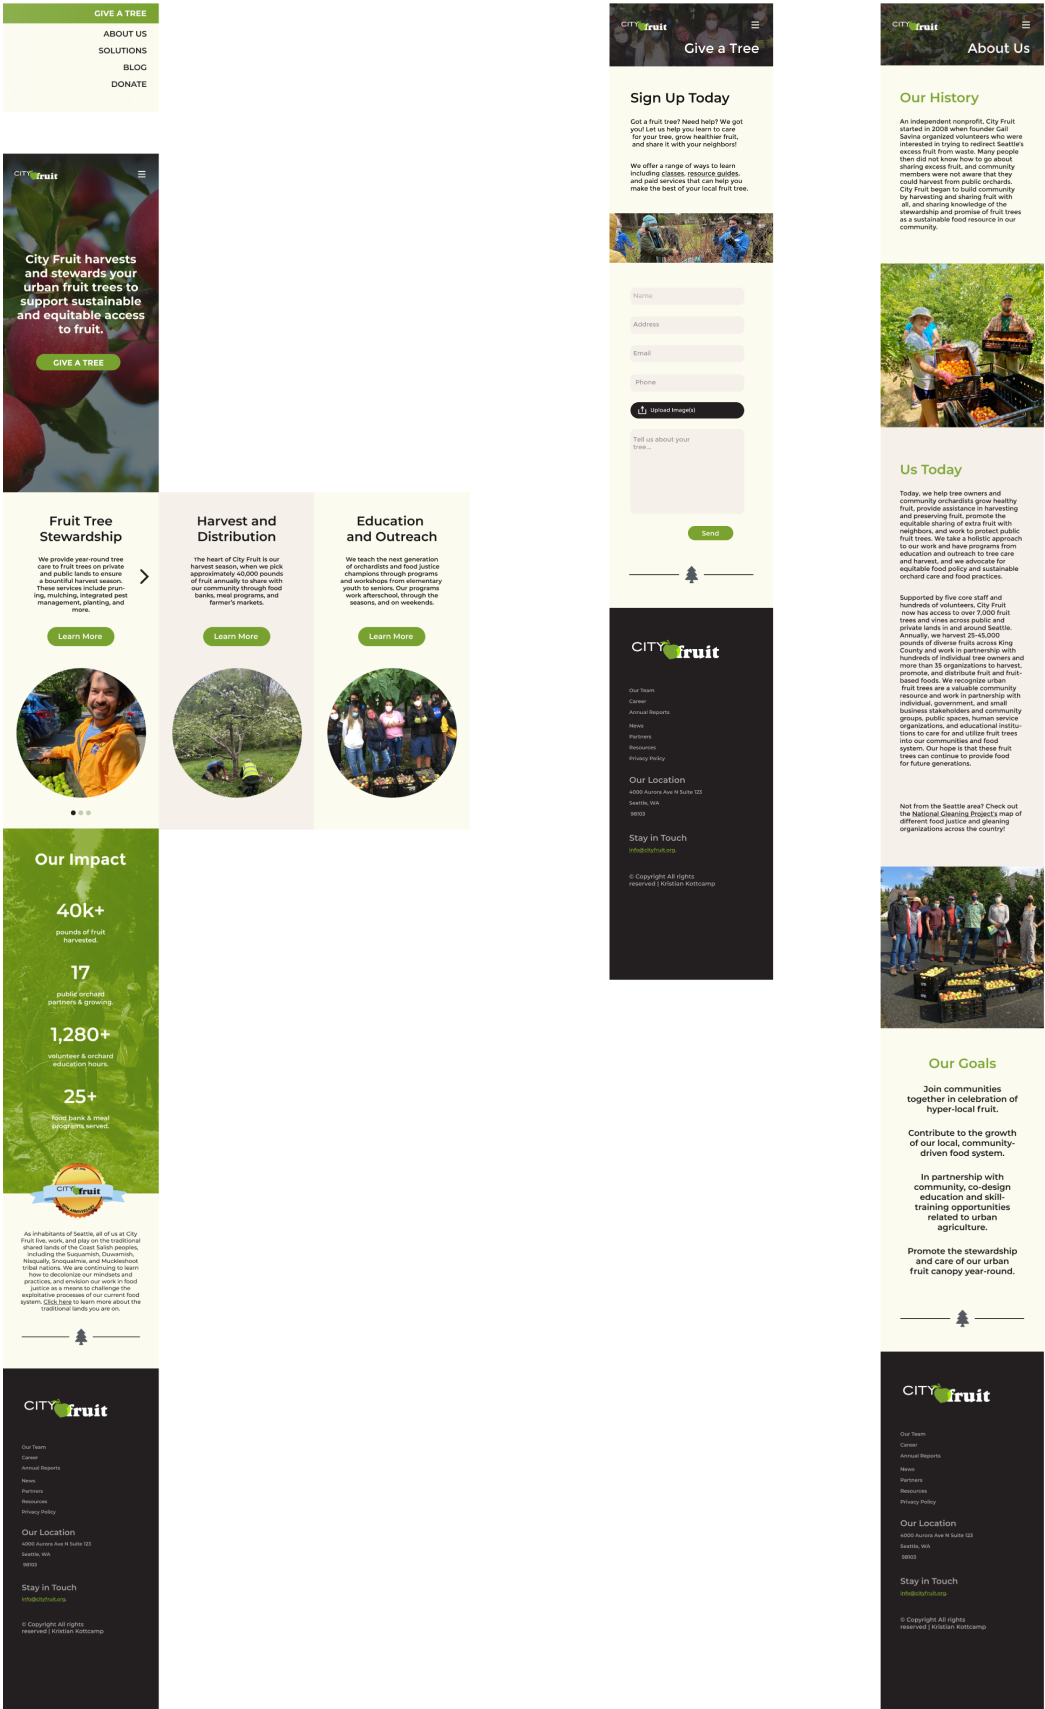 GIVE A TREE
ABOUT US
SOLUTIONS
BLOG
DONATE
CITY fruit
City Fruit harvests
and stewards your
urban fruit trees to
support sustainable
and equitable access
to fruit.
GIVE A TREE
Fruit Tree
Stewardship
We provide year-round tree
care to fruit trees on private
and public lands to ensure
a bountiful harvest season.
These services include prun-
ing, mulching, integrated pest
management, planting, and
more.
Learn More
Harvest and
Distribution
The heart of City Fruit is our
harvest season, when we pick
approximately 40,000 pounds
of fruit annually to share with
our community through food
banks, meal programs, and
farmer's markets.
Learn More
Education
and Outreach
We teach the next generation
of orchardists and food justice
champions through programs
and workshops from elementary
youth to seniors. Our programs
work afterschool, through the
seasons, and on weekends.
Learn More
Our Impact
40k+
pounds of fruit
harvested.
17
public orchard
partners & growing.
1,280+
volunteer & orchard
education hours.
25+
food bank & meal
programs served.
CITY fruit
10TH ANNIVERSARY
As inhabitants of Seattle, all of us at City
Fruit live, work, and play on the traditional
shared lands of the Coast Salish peoples,
including the Suquamish, Duwamish,
Nisqually, Snoqualmie, and Muckleshoot
tribal nations. We are continuing to learn
how to decolonize our mindsets and
practices, and envision our work in food
justice as a means to challenge the
exploitative processes of our current food
system. Click here to learn more about the
traditional lands you are on.
CITY fruit
Our Team
Career
Annual Reports
News
Partners
Resources
Privacy Policy
Our Location
4000 Aurora Ave N Suite 123
Seattle, WA
98103
Stay in Touch
info@cityfruit.org.
© Copyright All rights
reserved | Kristian Kottcamp
CITY fruit
Give a Tree
Sign Up Today
Got a fruit tree? Need help? We got
you! Let us help you learn to care
for your tree, grow healthier fruit,
and share it with your neighbors!
We offer a range of ways to learn
including classes, resource guides,
and paid services that can help you
make the best of your local fruit tree.
Name
Address
Email
Phone
Upload Image(s)
Tell us about your
tree...
Send
CITY fruit
Our Team
Career
Annual Reports
News
Partners
Resources
Privacy Policy
Our Location
4000 Aurora Ave N Suite 123
Seattle, WA
98103
Stay in Touch
info@cityfruit.org.
© Copyright All rights
reserved | Kristian Kottcamp
CITY fruit
About Us
Our History
An independent nonprofit, City Fruit
started in 2008 when founder Gail
Savina organized volunteers who were
interested in trying to redirect Seattle's
excess fruit from waste. Many people
then did not know how to go about
sharing excess fruit, and community
members were not aware that they
could harvest from public orchards.
City Fruit began to build community
by harvesting and sharing fruit with
all, and sharing knowledge of the
stewardship and promise of fruit trees
as a sustainable food resource in our
community.
Us Today
Today, we help tree owners and
community orchardists grow healthy
fruit, provide assistance in harvesting
and preserving fruit, promote the
equitable sharing of extra fruit with
neighbors, and work to protect public
fruit trees. We take a holistic approach
to our work and have programs from
education and outreach to tree care
and harvest, and we advocate for
equitable food policy and sustainable
orchard care and food practices.
Supported by five core staff and
hundreds of volunteers, City Fruit
now has access to over 7,000 fruit
trees and vines across public and
private lands in and around Seattle.
Annually, we harvest 25-45,000
pounds of diverse fruits across King
County and work in partnership with
hundreds of individual tree owners and
more than 35 organizations to harvest,
promote, and distribute fruit and fruit-
based foods. We recognize urban
fruit trees are a valuable community
resource and work in partnership with
individual, government, and small
business stakeholders and community
groups, public spaces, human service
organizations, and educational institu-
tions to care for and utilize fruit trees
into our communities and food
system. Our hope is that these fruit
trees can continue to provide food
for future generations.
Not from the Seattle area? Check out
the National Gleaning Project's map of
different food justice and gleaning
organizations across the country!
Our Goals
Join communities
together in celebration of
hyper-local fruit.
Contribute to the growth
of our local, community-
driven food system.
In partnership with
community, co-design
education and skill-
training opportunities
related to urban
agriculture.
Promote the stewardship
and care of our urban
fruit canopy year-round.
CITY fruit
Our Team
Career
Annual Reports
News
Partners
Resources
Privacy Policy
Our Location
4000 Aurora Ave N Suite 123
Seattle, WA
98103
Stay in Touch
info@cityfruit.org.
© Copyright All rights
reserved | Kristian Kottcamp